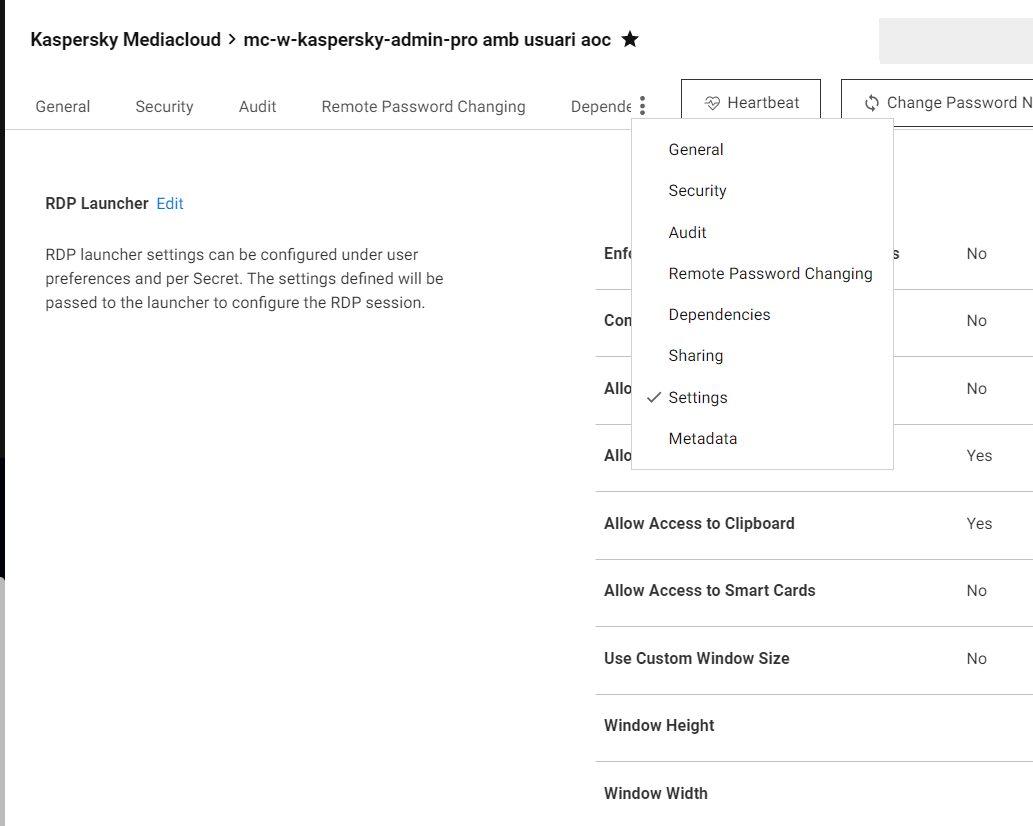 Kaspersky Mediacloud > mc-w-kaspersky-admin-pro amb usuari aoc ★
General Security Audit Remote Password Changing Depende Heartbeat Change Password N
General
Security
Audit
Remote Password Changing
Dependencies
Sharing
Settings
Metadata
RDP Launcher Edit
RDP launcher settings can be configured under user
preferences and per Secret. The settings defined will be
passed to the launcher to configure the RDP session.
Enfo s No
Con No
Allo No
Allo Yes
Allow Access to Clipboard Yes
Allow Access to Smart Cards No
Use Custom Window Size No
Window Height
Window Width